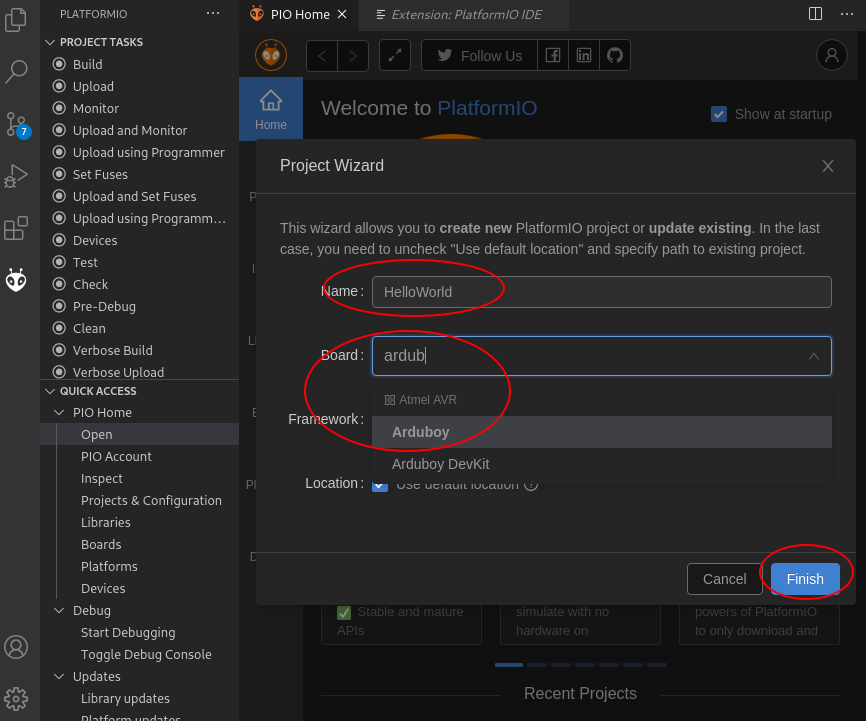 PLATFORMIO
PROJECT TASKS
Build
Upload
Monitor
Upload and Monitor
Upload using Programmer
Set Fuses
Upload and Set Fuses
Upload using Programm...
Devices
Test
Check
Pre-Debug
Clean
Verbose Build
Verbose Upload
QUICK ACCESS
PIO Home
Open
PIO Account
Inspect
Projects & Configuration
Libraries
Boards
Platforms
Devices
Debug
Start Debugging
Toggle Debug Console
Updates
Library updates
Platform updates
7
PIO Home
Extension: PlatformIO IDE
Follow Us
Home
Welcome to PlatformIO
Show at startup
Project Wizard
This wizard allows you to create new PlatformIO project or update existing. In the last
case, you need to uncheck "Use default location" and specify path to existing project.
Name: HelloWorld
Board: ardub
Atmel AVR
Framework: Arduboy
Arduboy DevKit
Location: Use default location
Cancel
Finish
Stable and mature
APIs
simulate with no
hardware on
powers of PlatformIO
to only download and
Recent Projects